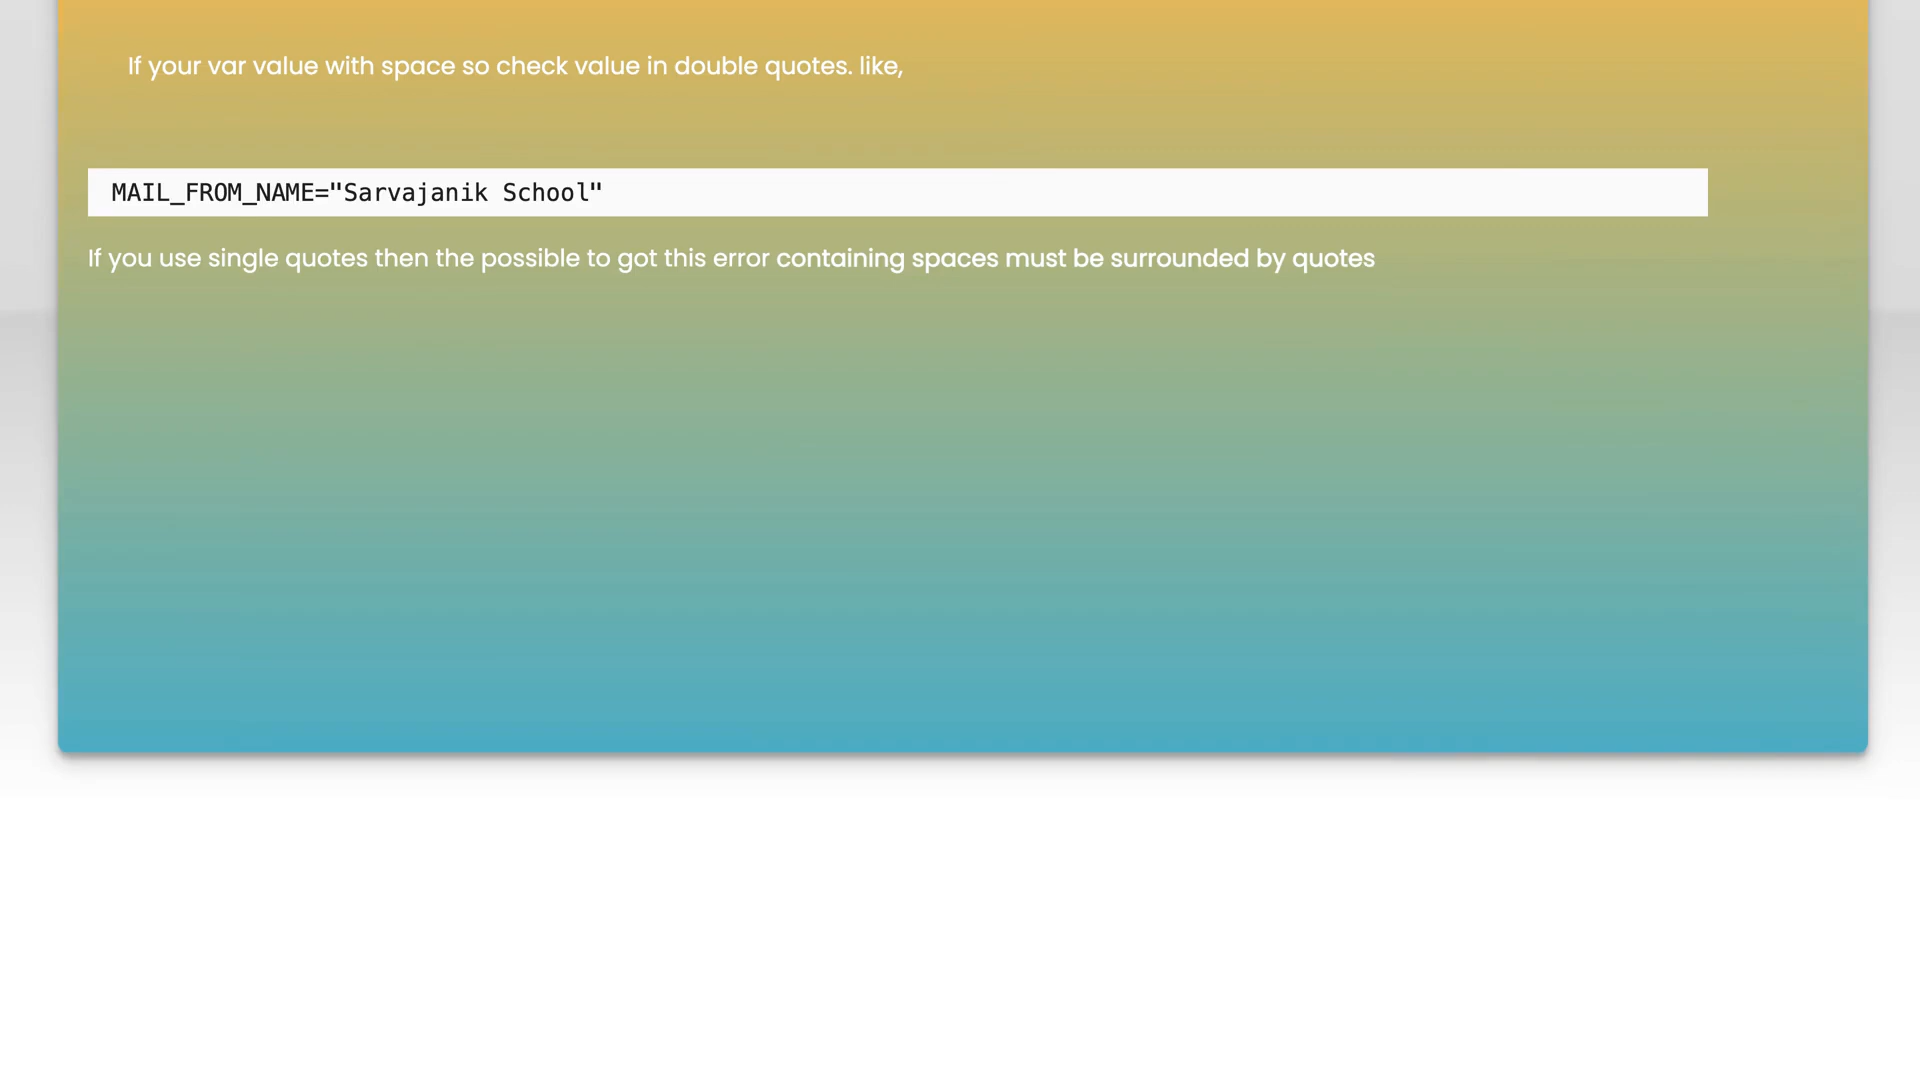 If your var value with space so check value in double quotes. like,
MAIL_FROM_NAME="Sarvajanik School"
If you use single quotes then the possible to got this error containing spaces must be surrounded by quotes